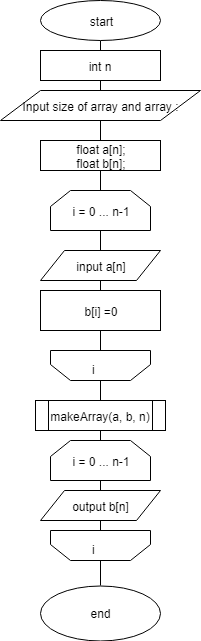 start
int n
Input size of array and array :
float a[n];
float b[n];
i = 0 ... n-1
input a[n]
b[i] =0
i
makeArray(a, b, n)
i = 0 ... n-1
output b[n]
i
end